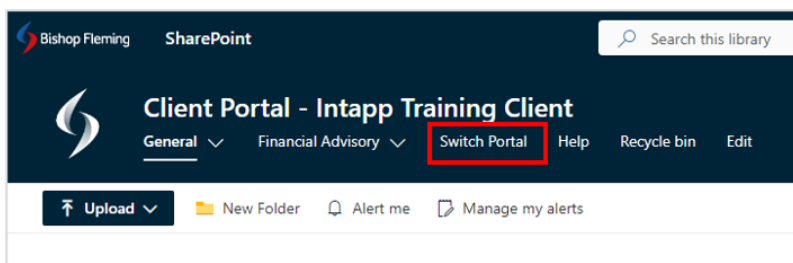 Bishop Fleming SharePoint Search this library
Client Portal - Intapp Training Client
General Financial Advisory Switch Portal Help Recycle bin Edit
Upload New Folder Alert me Manage my alerts